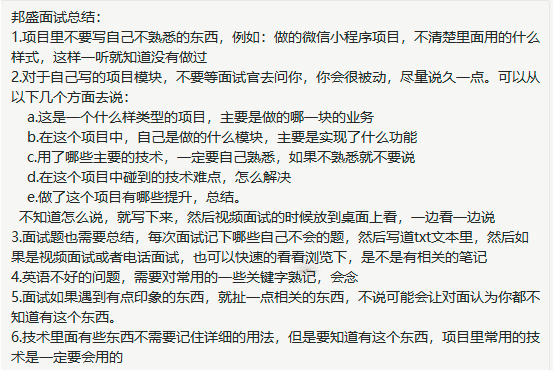 邦盛面试总结：
1.项目里不要写自己不熟悉的东西，例如：做的微信小程序项目，不清楚里面用的什么
样式，这样一听就知道没有做过
2.对于自己写的项目模块，不要等面试官去问你，你会很被动，尽量说久一点。可以从
以下几个方面去说：
a.这是一个什么样类型的项目，主要是做的哪一块的业务
b.在这个项目中，自己是做的什么模块，主要是实现了什么功能
c.用了哪些主要的技术，一定要自己熟悉，如果不熟悉就不要说
d.在这个项目中碰到的技术难点，怎么解决
e.做了这个项目有哪些提升，总结。
不知道怎么说，就写下来，然后视频面试的时候放到桌面上看，一边看一边说
3.面试题也需要总结，每次面试记下哪些自己不会的题，然后写道txt文本里，然后如
果是视频面试或者电话面试，也可以快速的看看浏览下，是不是有相关的笔记
4.英语不好的问题，需要对常用的一些关键字熟记，会念
5.面试如果遇到有点印象的东西，就扯一点相关的东西，不说可能会让对面认为你都不
知道有这个东西。
6.技术里面有些东西不需要记住详细的用法，但是要知道有这个东西，项目里常用的技
术是一定要会用的